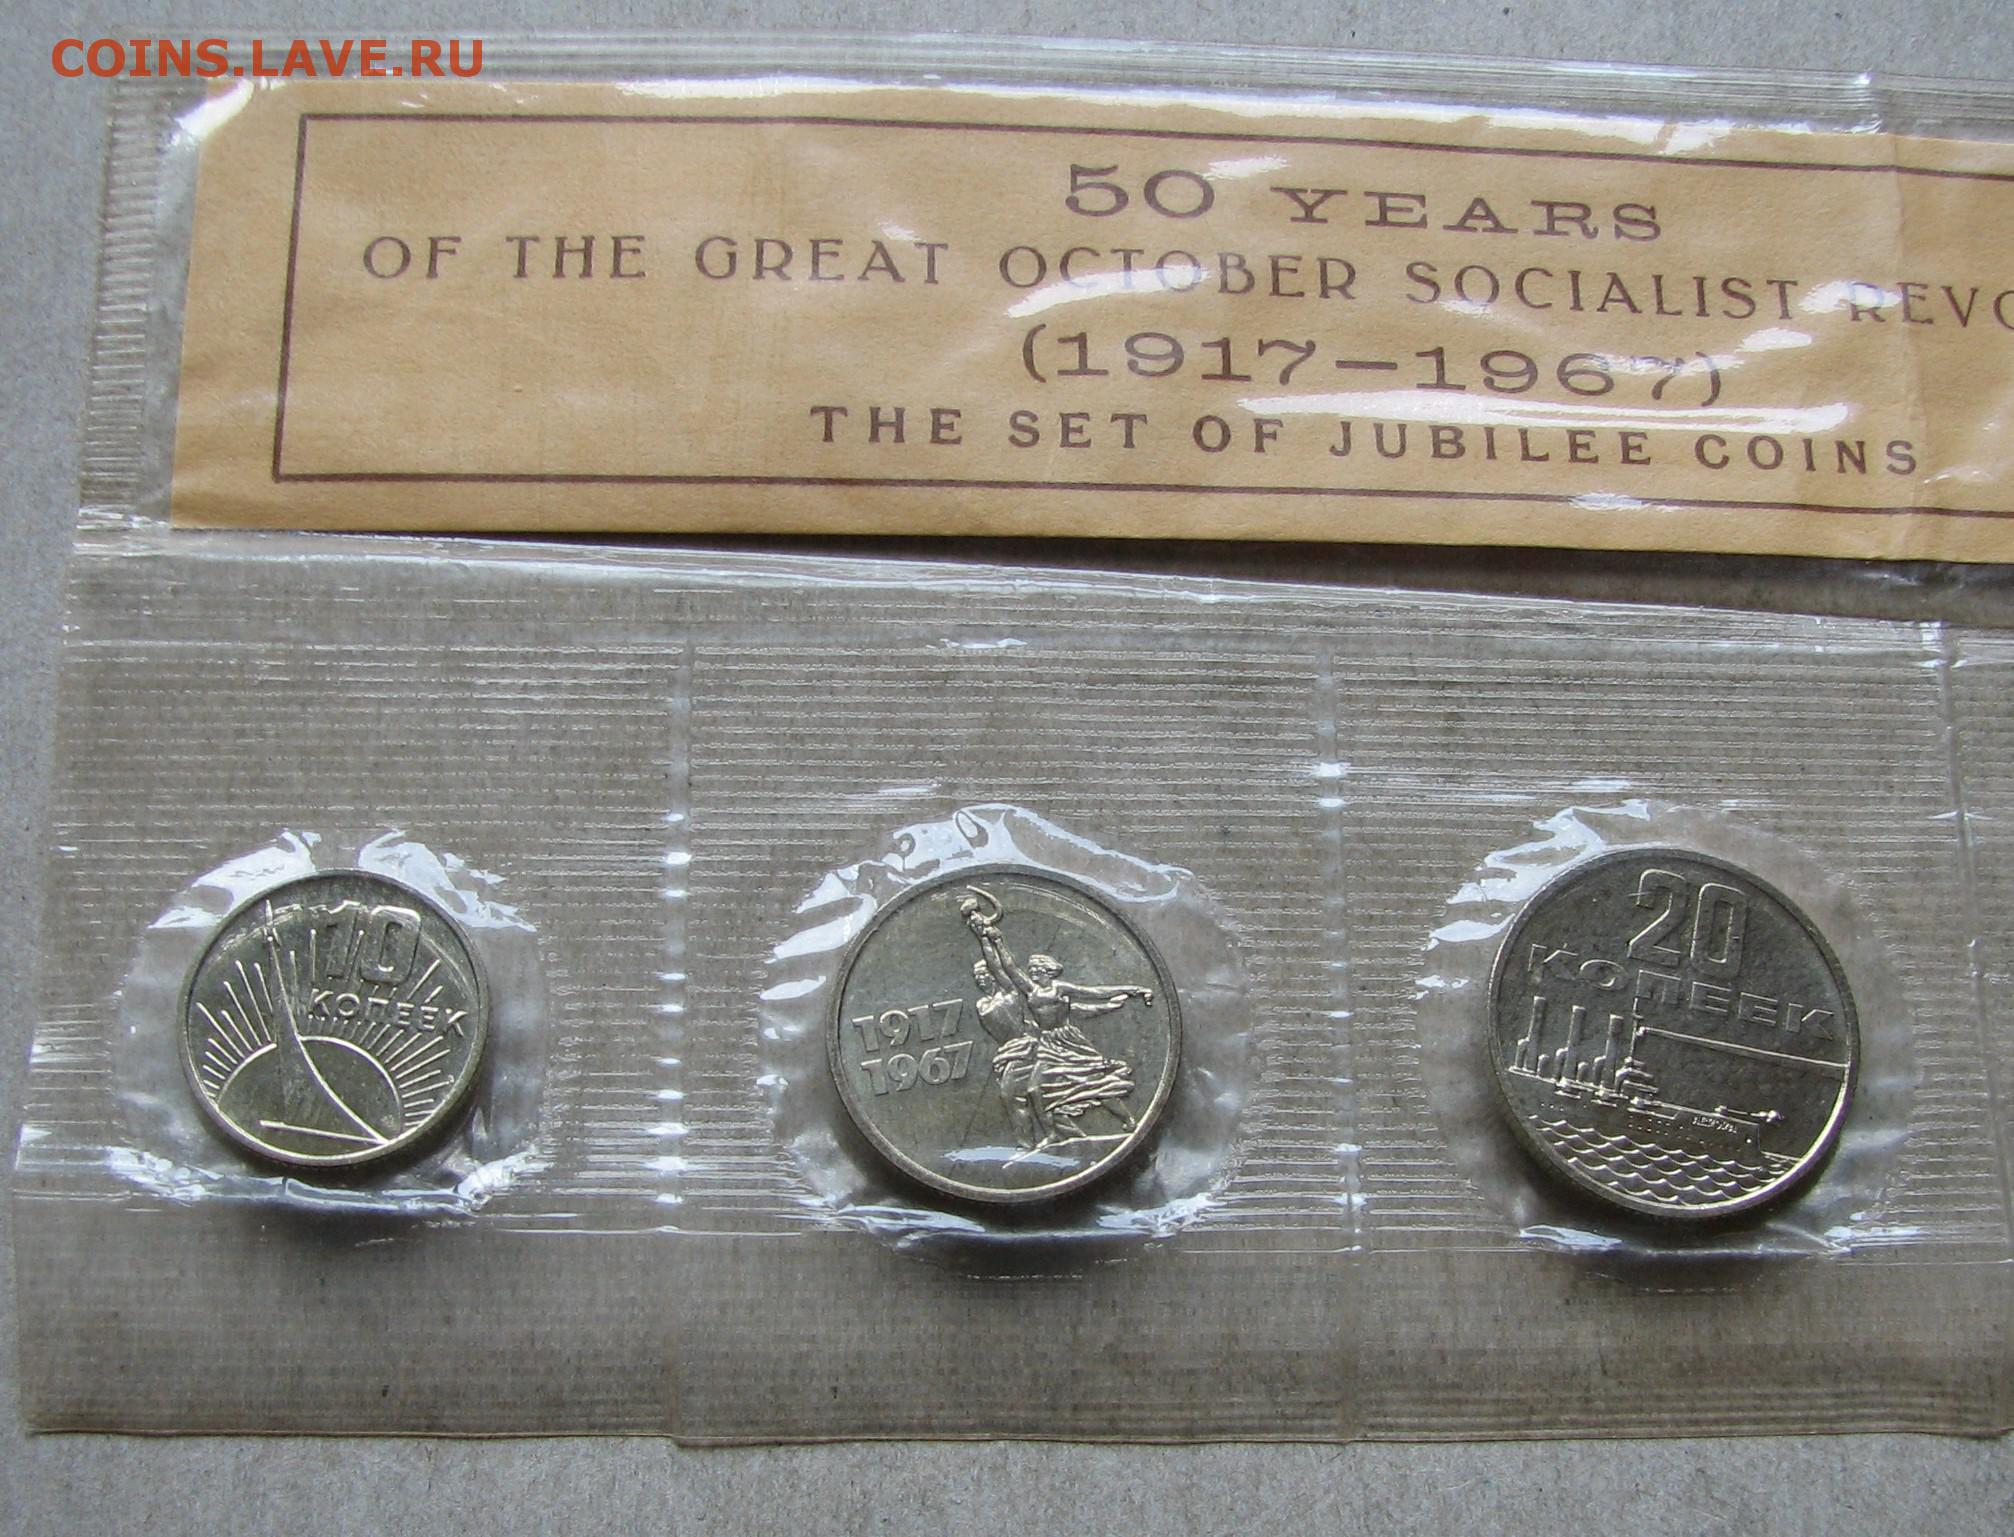 COINS.LAVE.RU
50 YEARS
OF THE GREAT OCTOBER SOCIALIST REVO
(1917–1967)
THE SET OF JUBILEE COINS
10
КОПЕЕК
1917
1967
20
КОПЕЕК